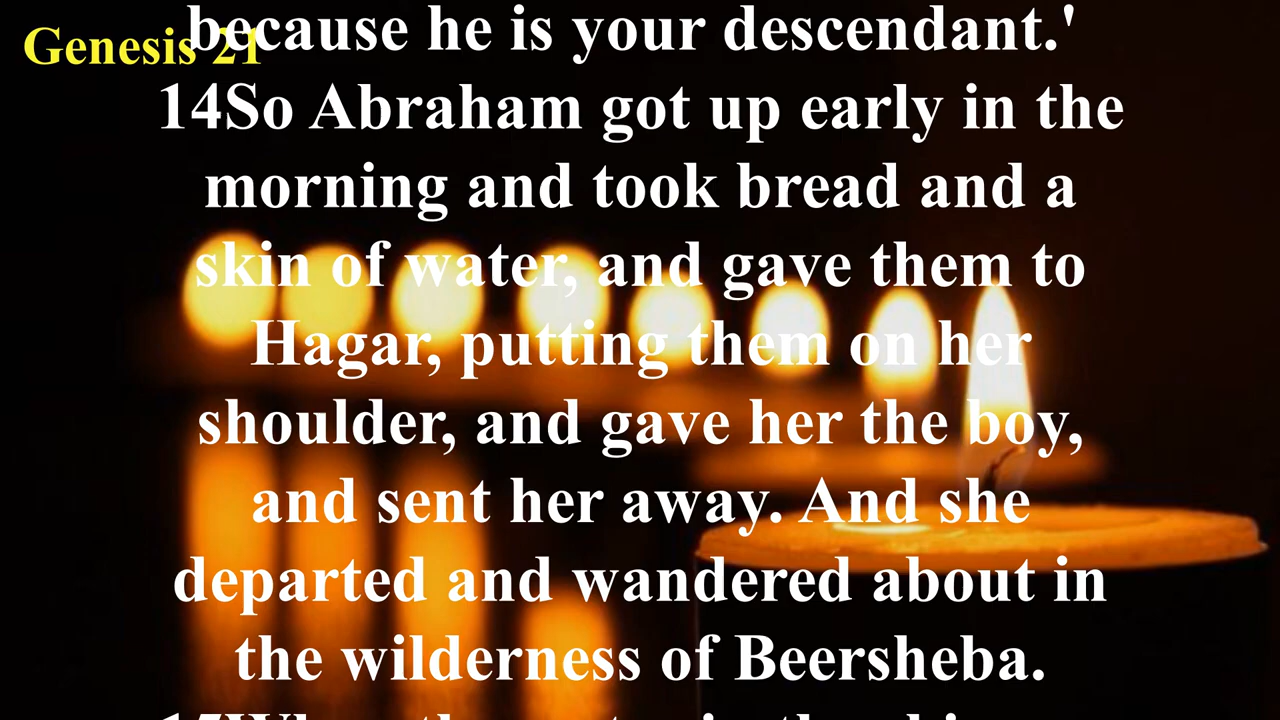 Genesis 21
because he is your descendant.'
14So Abraham got up early in the
morning and took bread and a
skin of water, and gave them to
Hagar, putting them on her
shoulder, and gave her the boy,
and sent her away. And she
departed and wandered about in
the wilderness of Beersheba.